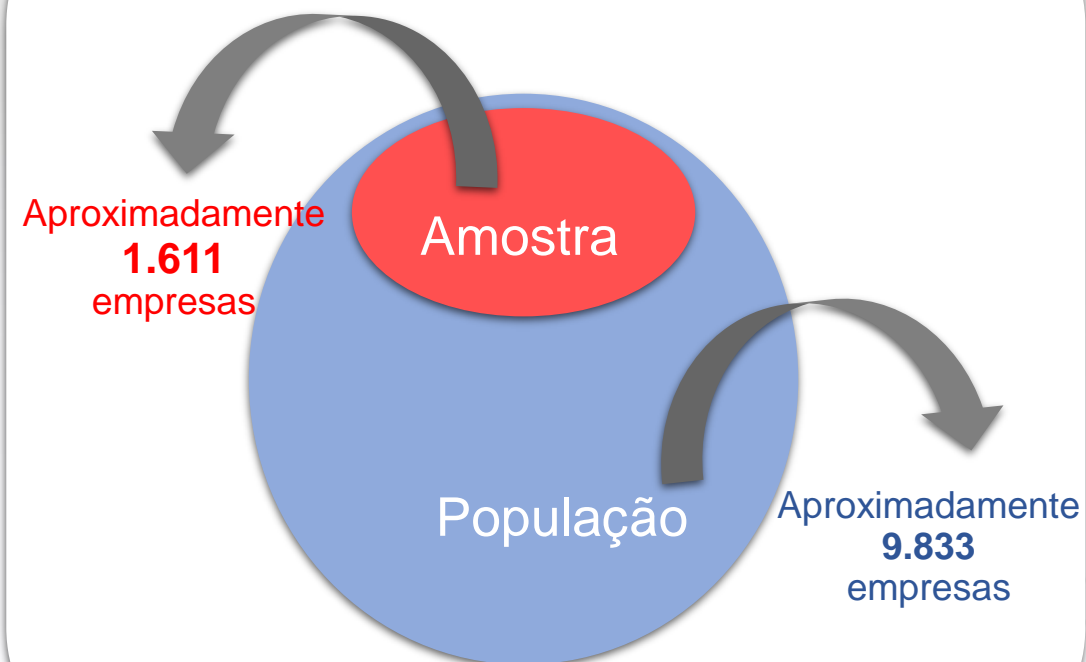 Aproximadamente
1.611
empresas
Amostra
População
Aproximadamente
9.833
empresas